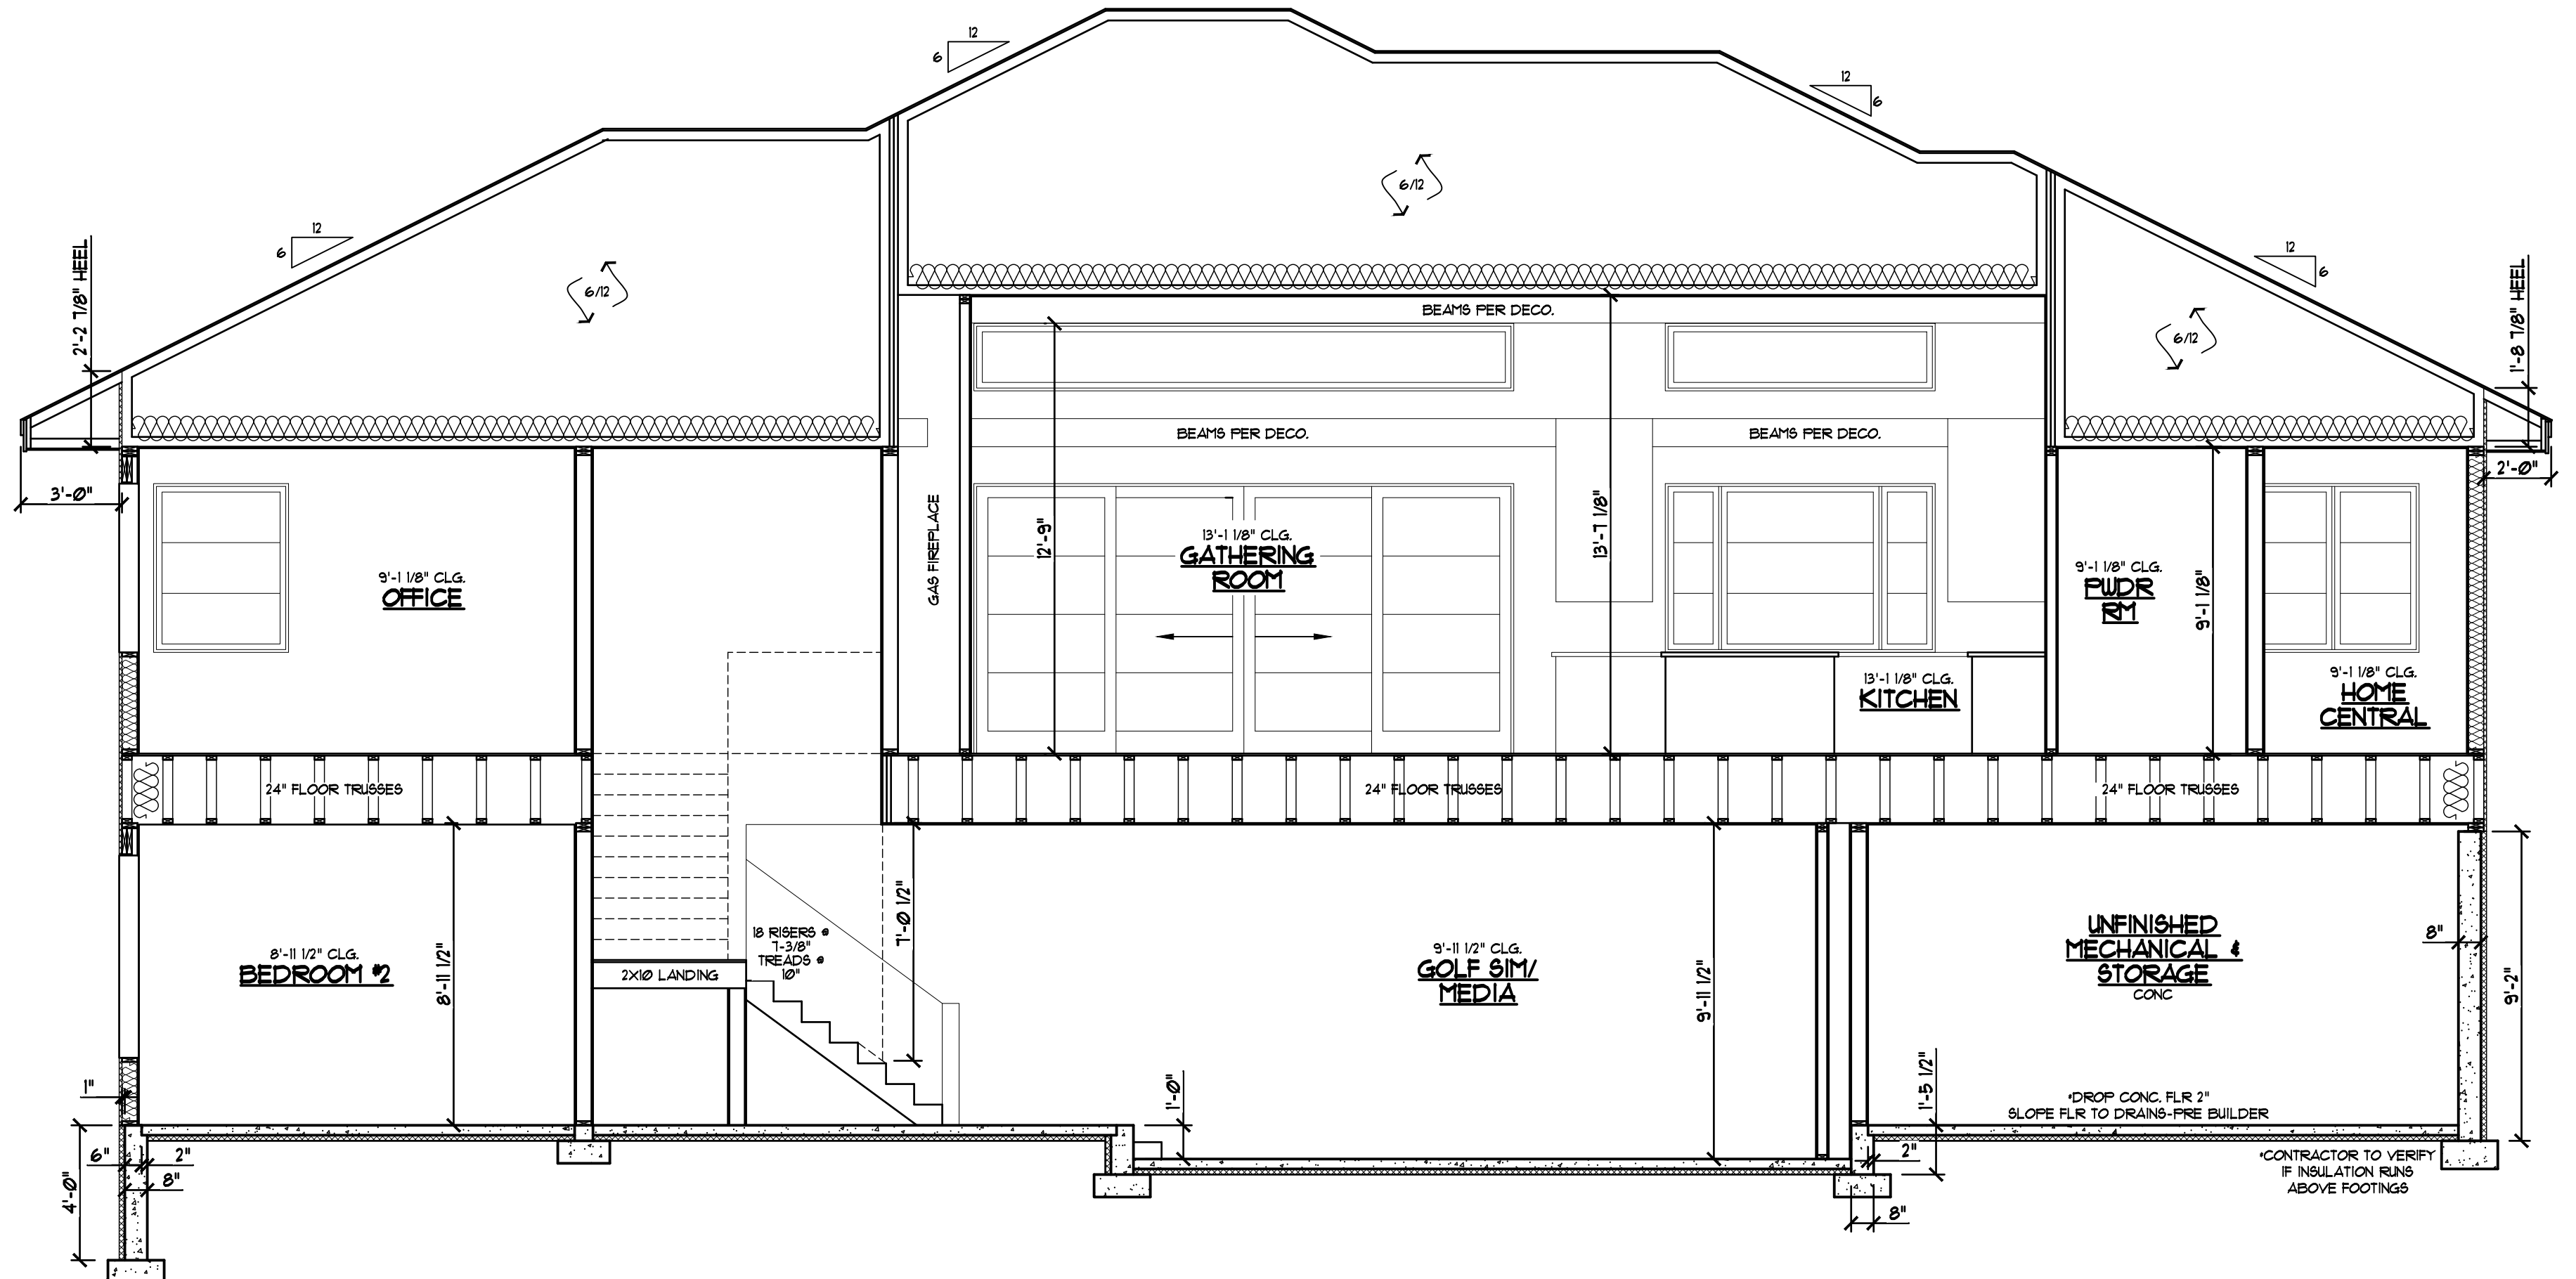 12
6
12
6
12
6
12
6
6/12
6/12
6/12
2'-2 7/8" HEEL
1'-8 7/8" HEEL
3'-0"
2'-0"
BEAMS PER DECO.
BEAMS PER DECO.
BEAMS PER DECO.
9'-1 1/8" CLG.
OFFICE
GAS FIREPLACE
12'-9"
13'-1 1/8" CLG.
GATHERING
ROOM
13'-7 1/8"
13'-1 1/8" CLG.
KITCHEN
9'-1 1/8" CLG.
PWDR
RM
9'-1 1/8"
9'-1 1/8" CLG.
HOME
CENTRAL
24" FLOOR TRUSSES
24" FLOOR TRUSSES
24" FLOOR TRUSSES
8'-11 1/2" CLG.
BEDROOM #2
8'-11 1/2"
2X10 LANDING
18 RISERS @
7-3/8"
TREADS @
10"
7'-0 1/2"
9'-11 1/2" CLG.
GOLF SIM/
MEDIA
9'-11 1/2"
UNFINISHED
MECHANICAL &
STORAGE
CONC
8"
9'-2"
1"
6"
2"
8"
4'-0"
1'-0"
1'-5 1/2"
2"
8"
*DROP CONC. FLR 2"
SLOPE FLR TO DRAINS-PRE BUILDER
*CONTRACTOR TO VERIFY
IF INSULATION RUNS
ABOVE FOOTINGS